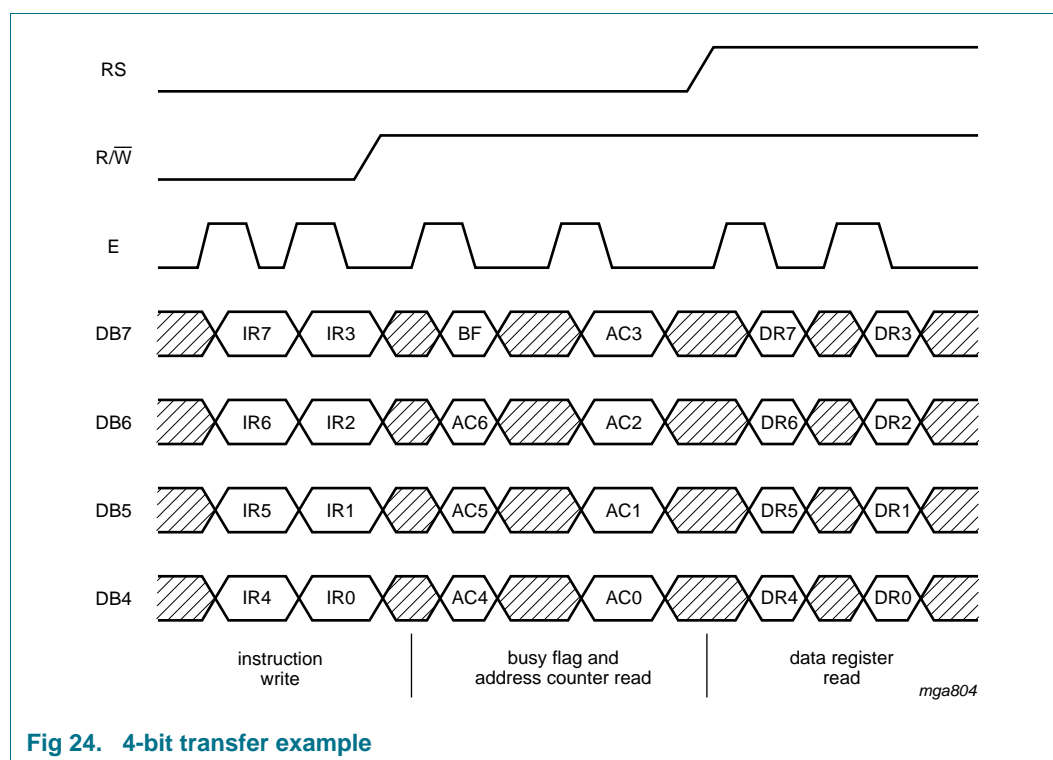 RS
R/W̅
E
DB7 IR7 IR3 BF AC3 DR7 DR3
DB6 IR6 IR2 AC6 AC2 DR6 DR2
DB5 IR5 IR1 AC5 AC1 DR5 DR1
DB4 IR4 IR0 AC4 AC0 DR4 DR0
instruction
write
busy flag and
address counter read
data register
read
mga804
Fig 24. 4-bit transfer example